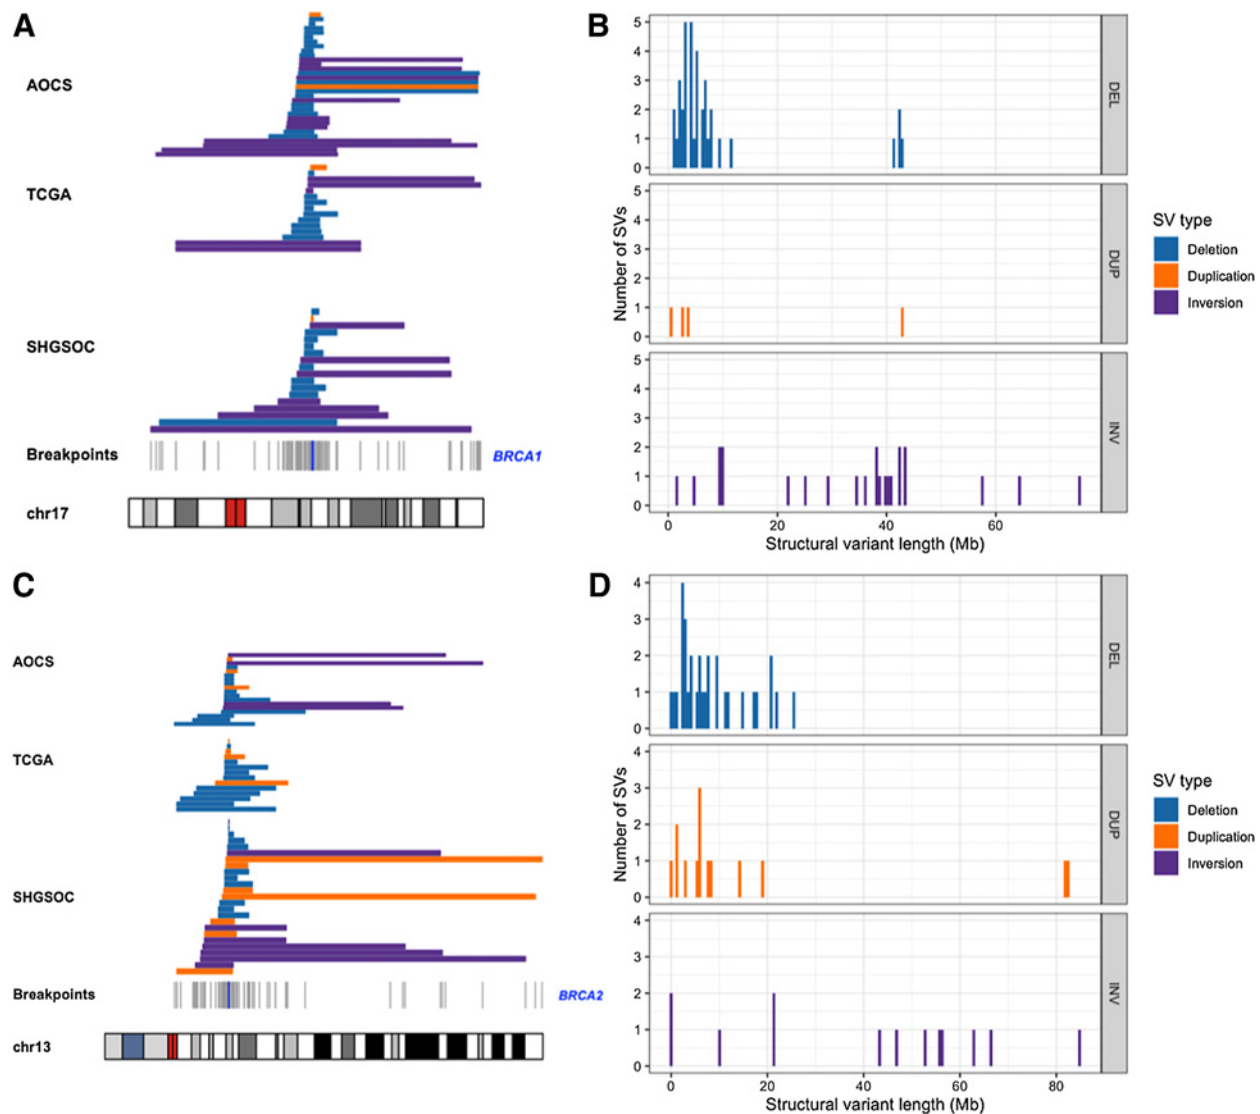 A
AOCS
TCGA
SHGSOC
Breakpoints
BRCA1
chr17
B
Number of SVs
5
4
3
2
1
0
DEL
5
4
3
2
1
0
DUP
5
4
3
2
1
0
INV
0 20 40 60
Structural variant length (Mb)
SV type
Deletion
Duplication
Inversion
C
AOCS
TCGA
SHGSOC
Breakpoints
BRCA2
chr13
D
Number of SVs
4
3
2
1
0
DEL
4
3
2
1
0
DUP
4
3
2
1
0
INV
0 20 40 60 80
Structural variant length (Mb)
SV type
Deletion
Duplication
Inversion